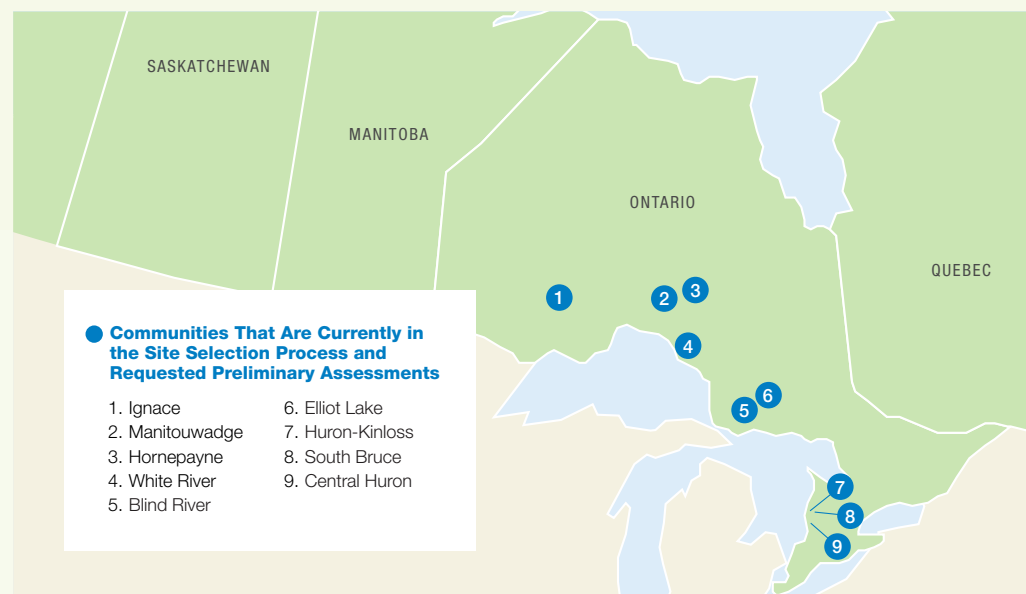 SASKATCHEWAN
MANITOBA
ONTARIO
QUEBEC
1
2
3
4
5
6
7
8
9
Communities That Are Currently in
the Site Selection Process and
Requested Preliminary Assessments
1. Ignace
2. Manitouwadge
3. Hornepayne
4. White River
5. Blind River
6. Elliot Lake
7. Huron-Kinloss
8. South Bruce
9. Central Huron